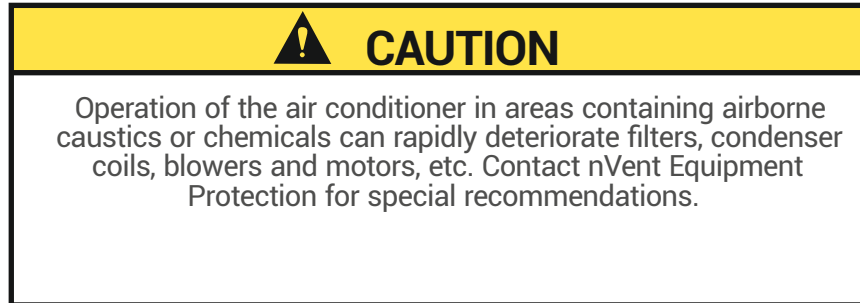 CAUTION
Operation of the air conditioner in areas containing airborne
caustics or chemicals can rapidly deteriorate filters, condenser
coils, blowers and motors, etc. Contact nVent Equipment
Protection for special recommendations.